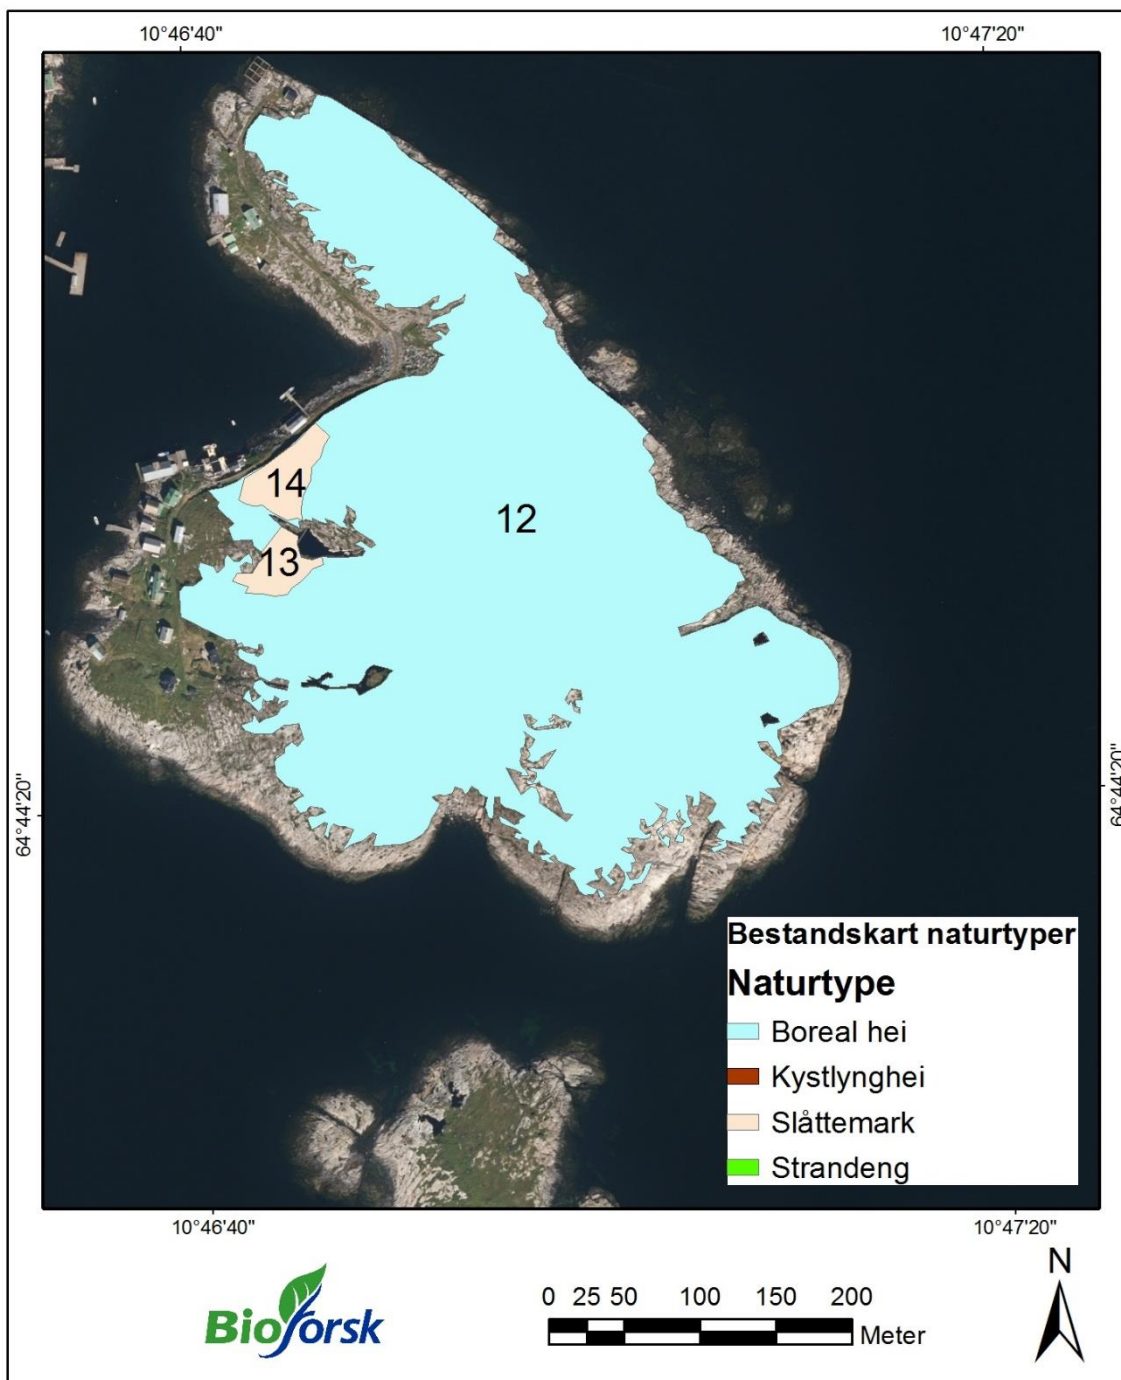 10°46'40" 10°47'20"
14
12
13
64°44'20" 64°44'20"
Bestandskart naturtyper
Naturtype
Boreal hei
Kystlynghei
Slåttemark
Strandeng
10°46'40" 10°47'20"
Bioforsk
0 25 50 100 150 200
Meter
N